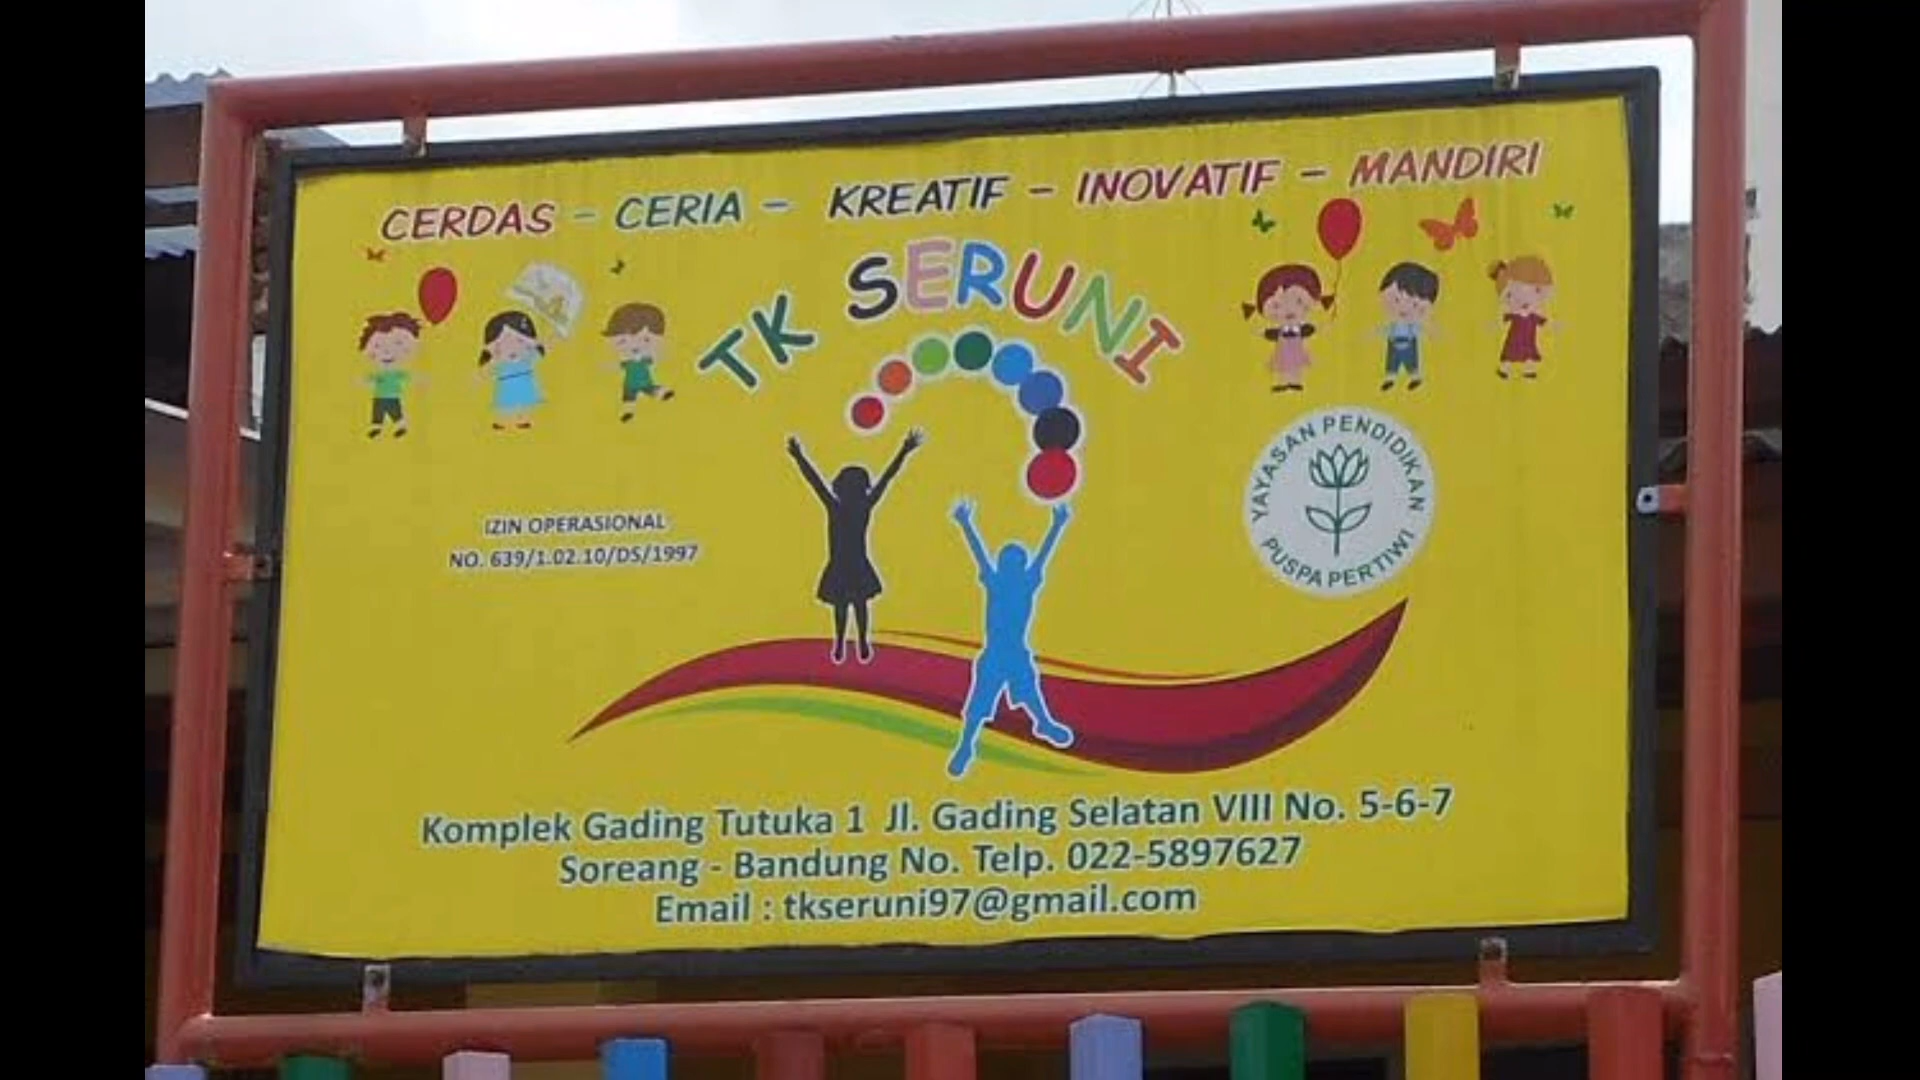 CERDAS - CERIA - KREATIF - INOVATIF - MANDIRI
TK SERUNI
YAYASAN PENDIDIKAN
PUSPA PERTIWI
IZIN OPERASIONAL
NO. 639/1.02.10/DS/1997
Komplek Gading Tutuka 1 Jl. Gading Selatan VIII No. 5-6-7
Soreang - Bandung No. Telp. 022-5897627
Email : tkseruni97@gmail.com